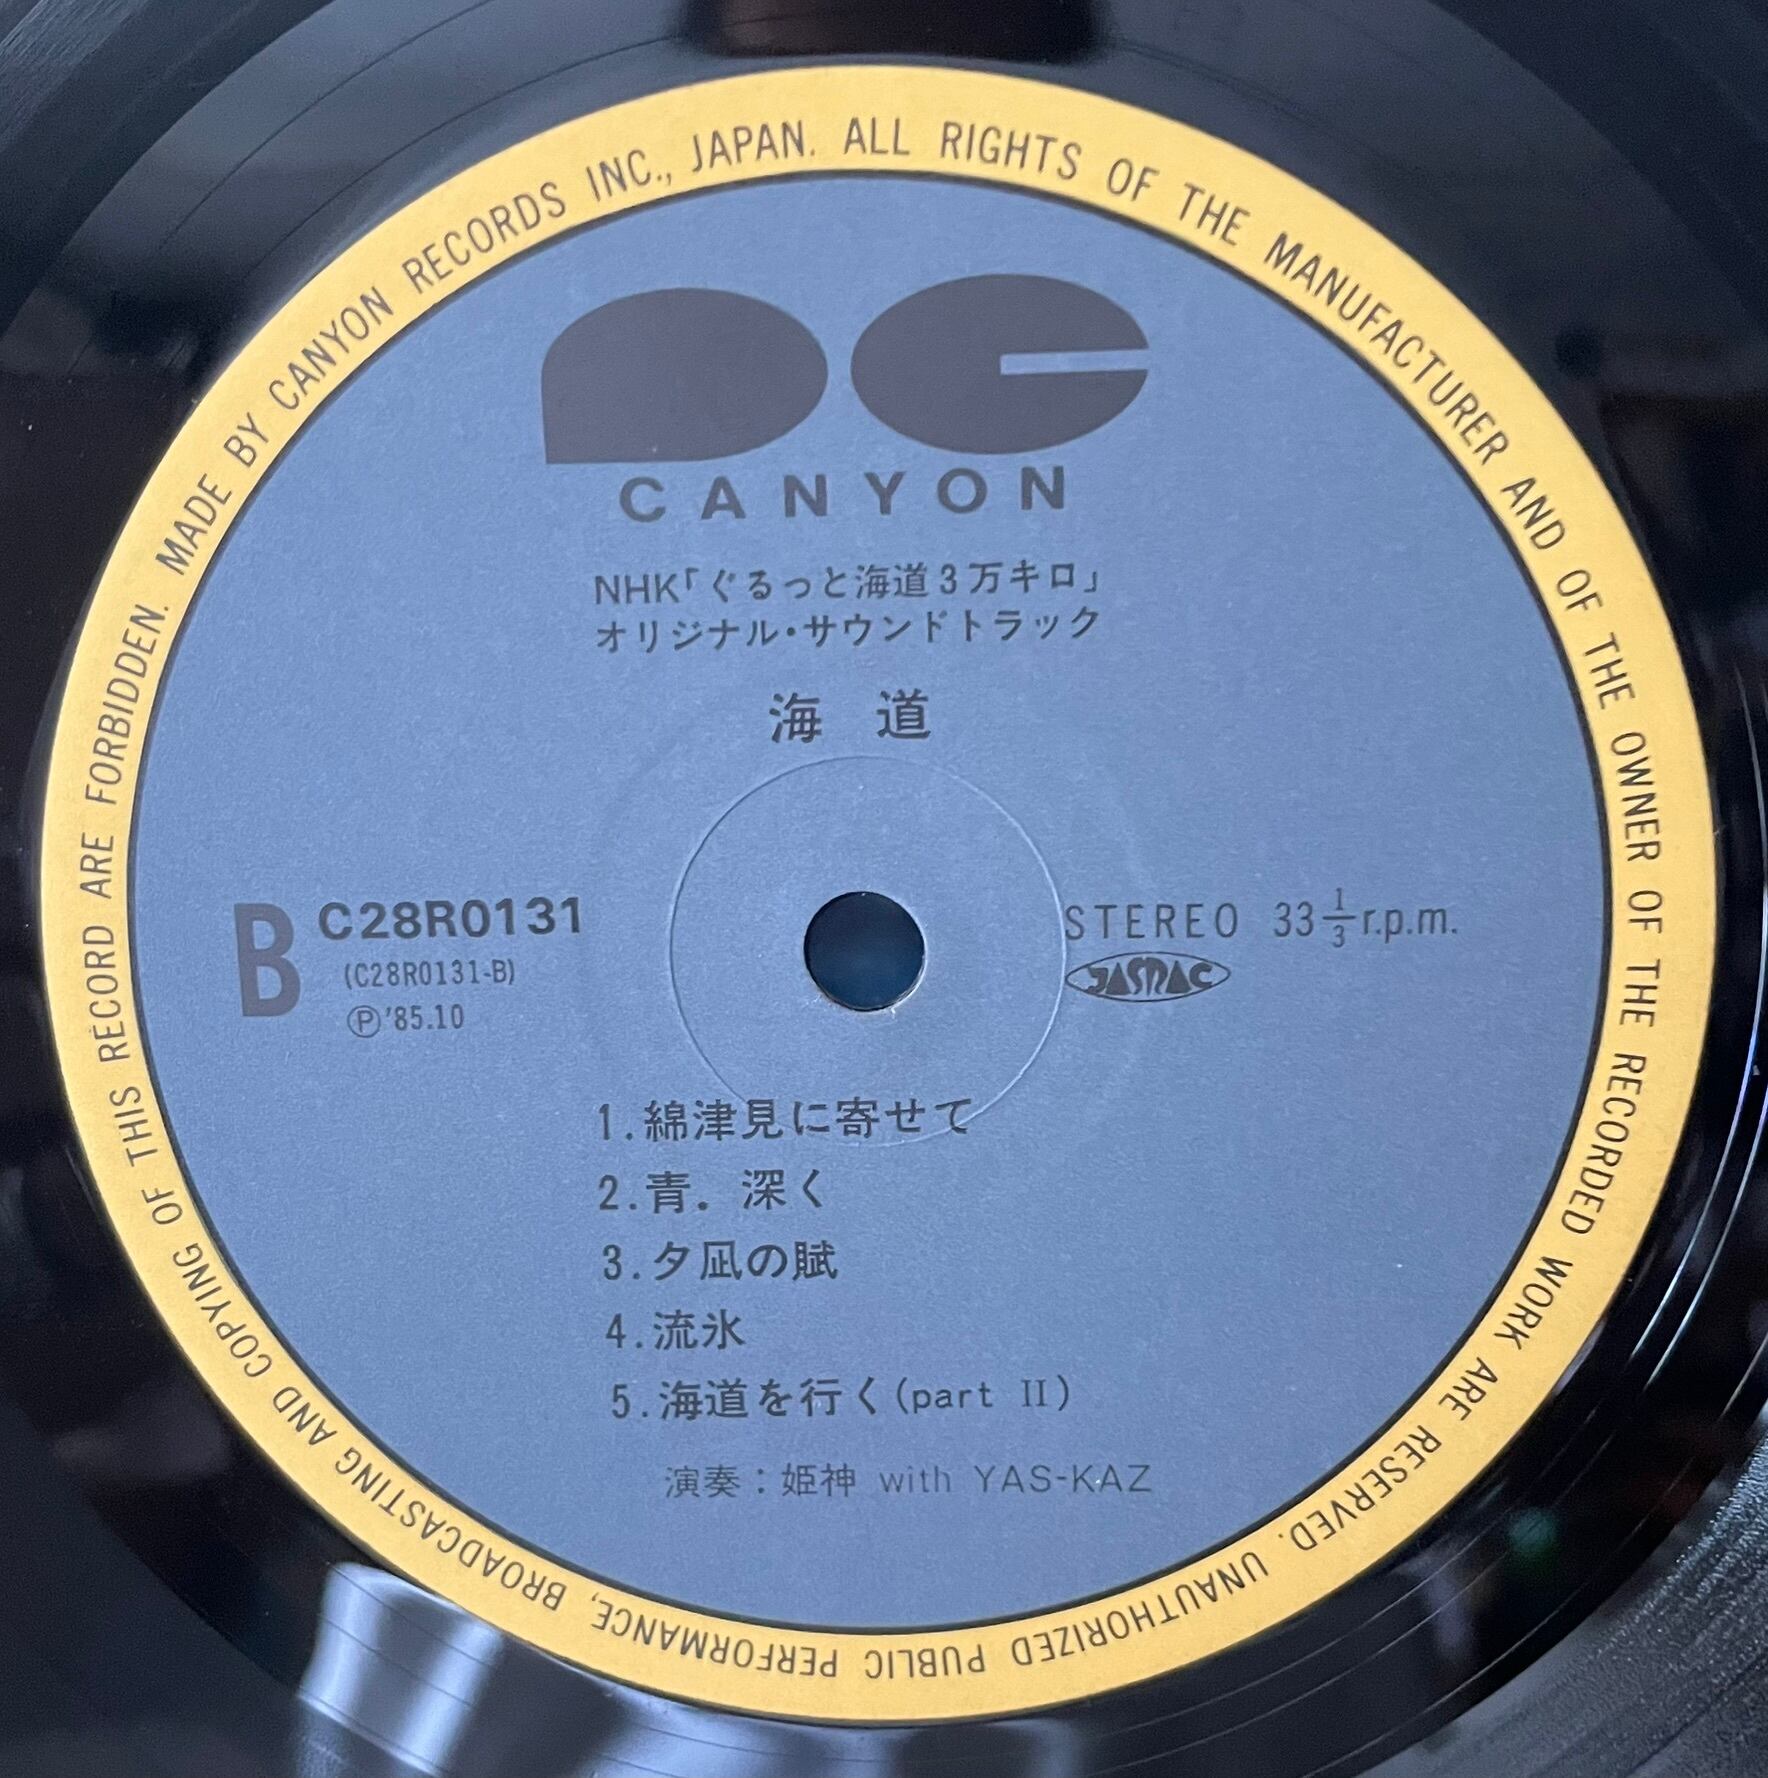 MADE BY CANYON RECORDS INC., JAPAN. ALL RIGHTS OF THE MANUFACTURER AND OF THE OWNER OF THE RECORDED WORK ARE RESERVED. UNAUTHORIZED PUBLIC PERFORMANCE, BROADCASTING AND COPYING OF THIS RECORD ARE FORBIDDEN.
CANYON
NHK「ぐるっと海道3万キロ」
オリジナル・サウンドトラック
海 道
B C28R0131
(C28R0131-B)
Ⓟ'85.10
STEREO 33 1/3 r.p.m.
JASRAC
1.綿津見に寄せて
2.青．深く
3.夕凪の賦
4.流氷
5.海道を行く(part II)
演奏：姫神 with YAS-KAZ